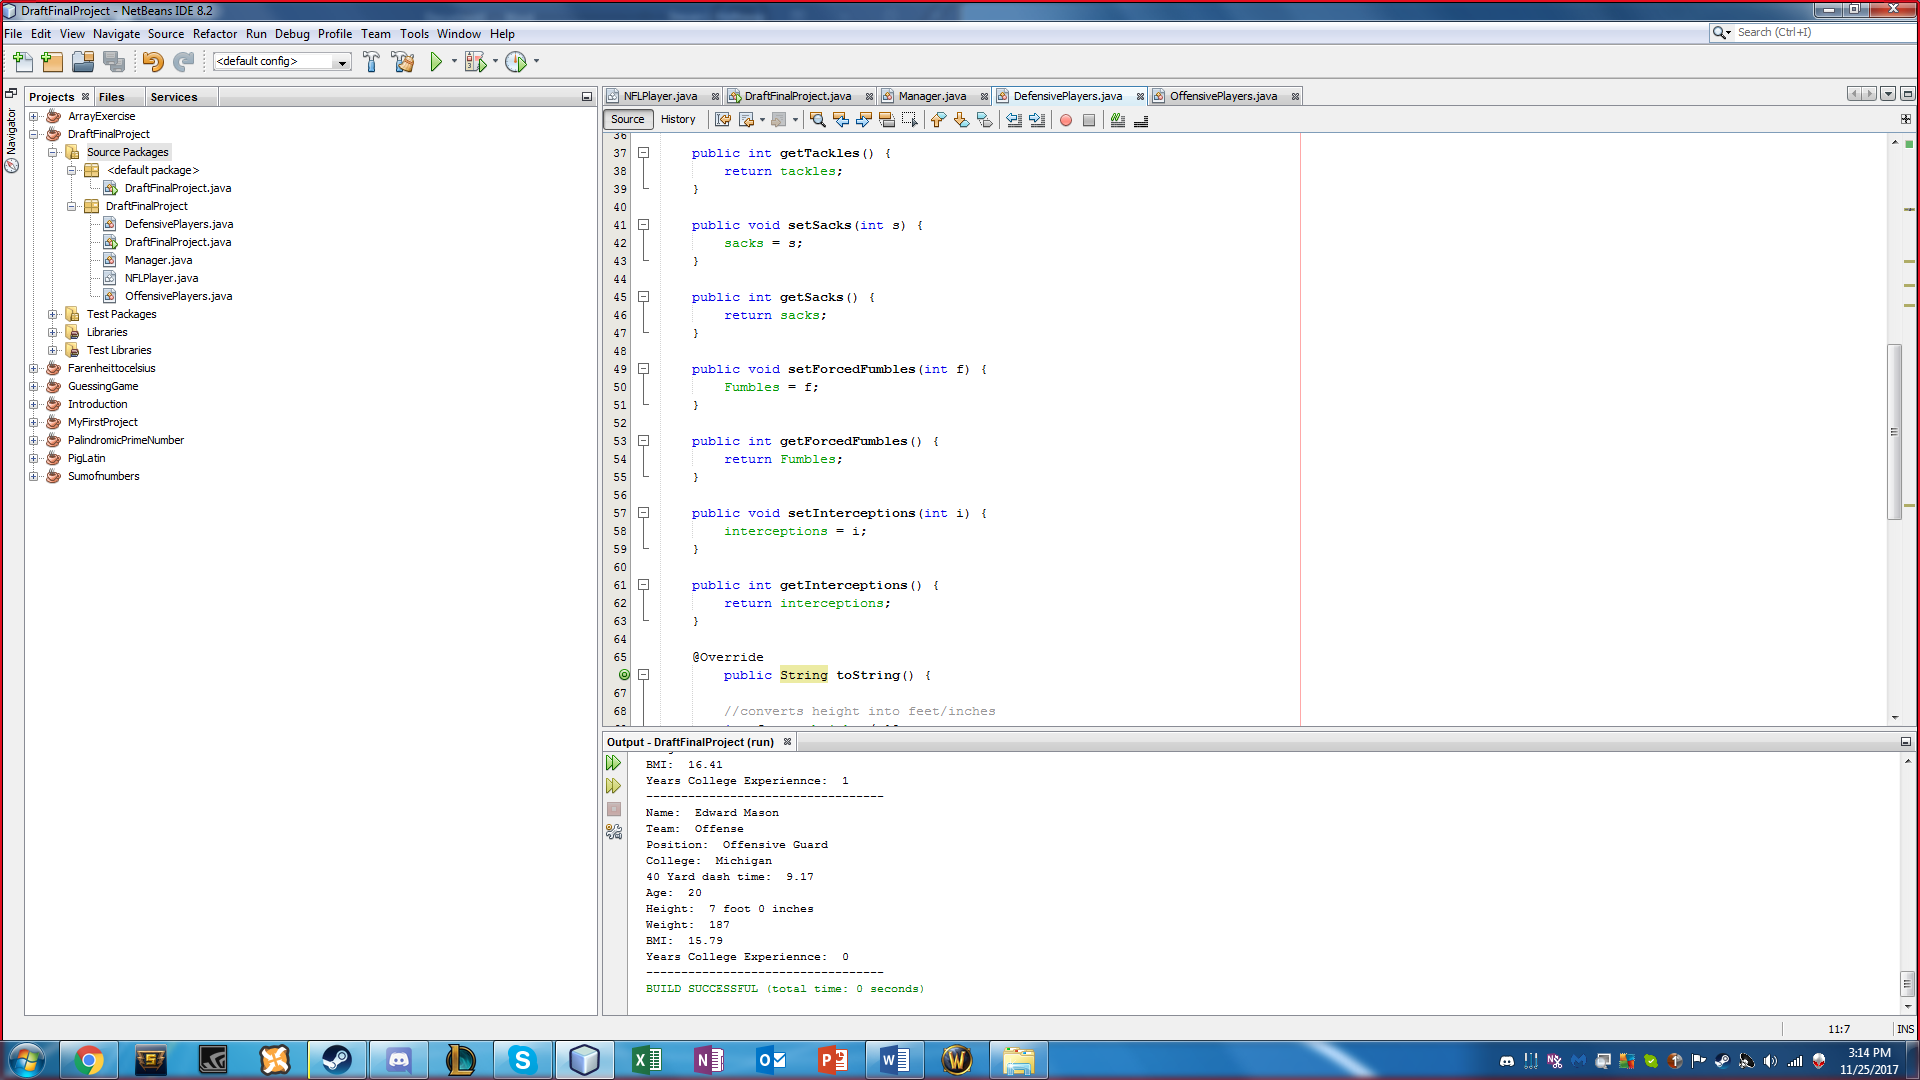 DraftFinalProject - NetBeans IDE 8.2
File Edit View Navigate Source Refactor Run Debug Profile Team Tools Window Help
Search (Ctrl+I)
<default config>
Navigator
Projects Files Services
ArrayExercise
DraftFinalProject
Source Packages
<default package>
DraftFinalProject.java
DraftFinalProject
DefensivePlayers.java
DraftFinalProject.java
Manager.java
NFLPlayer.java
OffensivePlayers.java
Test Packages
Libraries
Test Libraries
Farenheittocelsius
GuessingGame
Introduction
MyFirstProject
PalindromicPrimeNumber
PigLatin
Sumofnumbers
NFLPlayer.java DraftFinalProject.java Manager.java DefensivePlayers.java OffensivePlayers.java
Source History
36
37 public int getTackles() {
38 return tackles;
39 }
40
41 public void setSacks(int s) {
42 sacks = s;
43 }
44
45 public int getSacks() {
46 return sacks;
47 }
48
49 public void setForcedFumbles(int f) {
50 Fumbles = f;
51 }
52
53 public int getForcedFumbles() {
54 return Fumbles;
55 }
56
57 public void setInterceptions(int i) {
58 interceptions = i;
59 }
60
61 public int getInterceptions() {
62 return interceptions;
63 }
64
65 @Override
public String toString() {
67
68 //converts height into feet/inches
Output - DraftFinalProject (run)
BMI: 16.41
Years College Experiennce: 1
----------------------------------
Name: Edward Mason
Team: Offense
Position: Offensive Guard
College: Michigan
40 Yard dash time: 9.17
Age: 20
Height: 7 foot 0 inches
Weight: 187
BMI: 15.79
Years College Experiennce: 0
----------------------------------
BUILD SUCCESSFUL (total time: 0 seconds)
11:7 INS
3:14 PM
11/25/2017